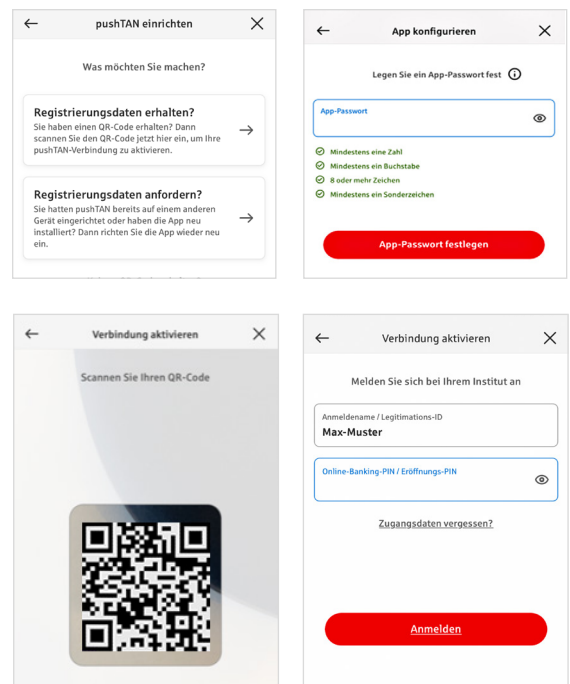 pushTAN einrichten
Was möchten Sie machen?
Registrierungsdaten erhalten?
Sie haben einen QR-Code erhalten? Dann
scannen Sie den QR-Code jetzt hier ein, um Ihre
pushTAN-Verbindung zu aktivieren.
Registrierungsdaten anfordern?
Sie hatten pushTAN bereits auf einem anderen
Gerät eingerichtet oder haben die App neu
installiert? Dann richten Sie die App wieder neu
ein.
App konfigurieren
Legen Sie ein App-Passwort fest
App-Passwort
Mindestens eine Zahl
Mindestens ein Buchstabe
8 oder mehr Zeichen
Mindestens ein Sonderzeichen
App-Passwort festlegen
Verbindung aktivieren
Scannen Sie Ihren QR-Code
Verbindung aktivieren
Melden Sie sich bei Ihrem Institut an
Anmeldename / Legitimations-ID
Max-Muster
Online-Banking-PIN / Eröffnungs-PIN
Zugangsdaten vergessen?
Anmelden